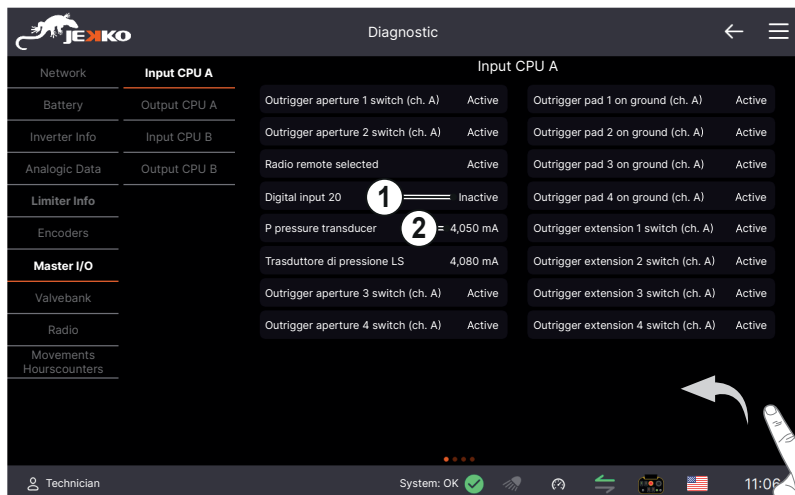 JEKKO
Diagnostic
Network
Battery
Inverter Info
Analogic Data
Limiter Info
Encoders
Master I/O
Valvebank
Radio
Movements
Hourscounters
Input CPU A
Output CPU A
Input CPU B
Output CPU B
Input CPU A
Outrigger aperture 1 switch (ch. A) Active
Outrigger aperture 2 switch (ch. A) Active
Radio remote selected Active
Digital input 20 1 Inactive
P pressure transducer 2 = 4,050 mA
Trasduttore di pressione LS 4,080 mA
Outrigger aperture 3 switch (ch. A) Active
Outrigger aperture 4 switch (ch. A) Active
Outrigger pad 1 on ground (ch. A) Active
Outrigger pad 2 on ground (ch. A) Active
Outrigger pad 3 on ground (ch. A) Active
Outrigger pad 4 on ground (ch. A) Active
Outrigger extension 1 switch (ch. A) Active
Outrigger extension 2 switch (ch. A) Active
Outrigger extension 3 switch (ch. A) Active
Outrigger extension 4 switch (ch. A) Active
Technician
System: OK
11:06